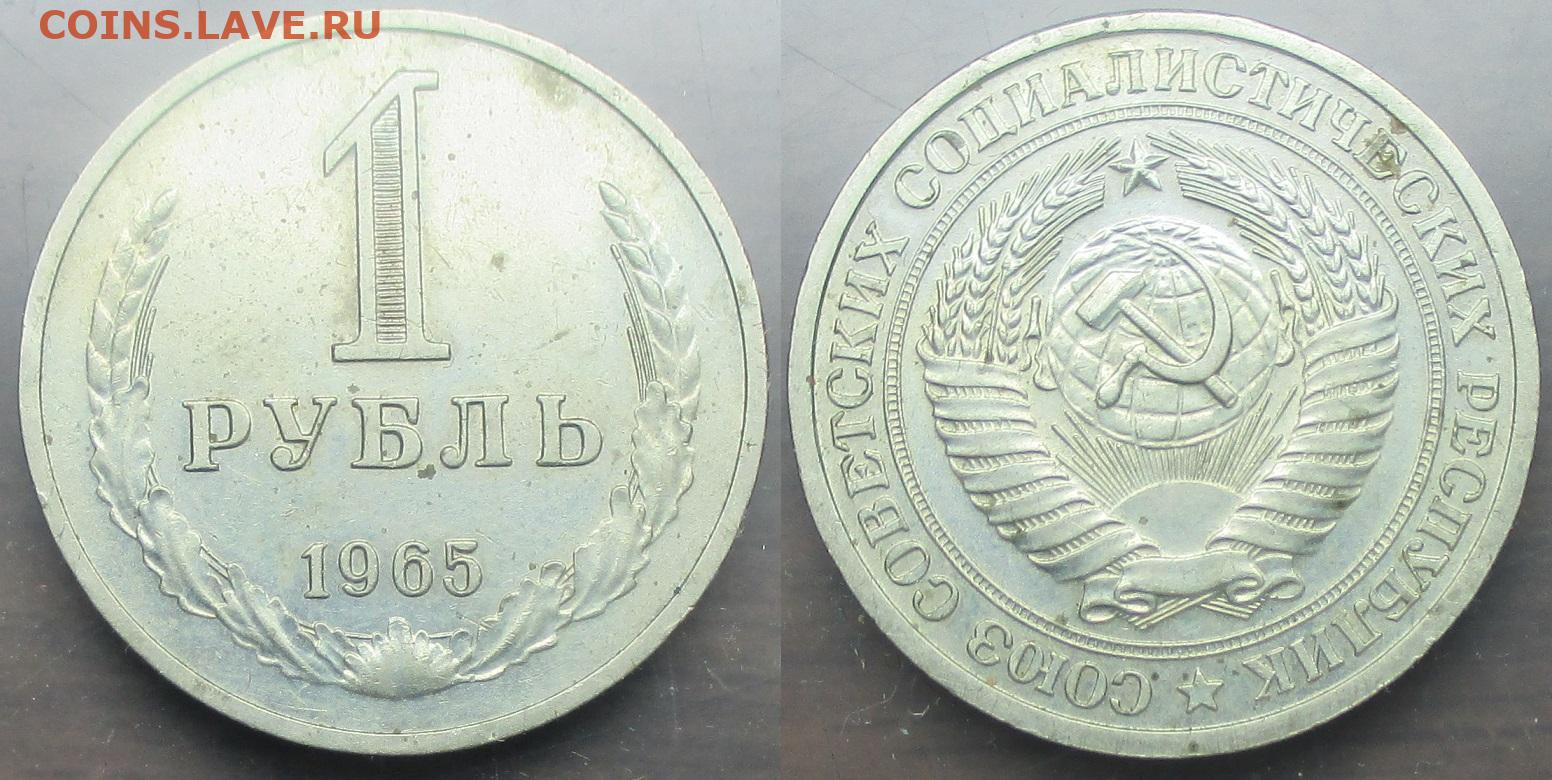 COINS.LAVE.RU
1
РУБЛЬ
1965
СОЮЗ СОВЕТСКИХ СОЦИАЛИСТИЧЕСКИХ РЕСПУБЛИК